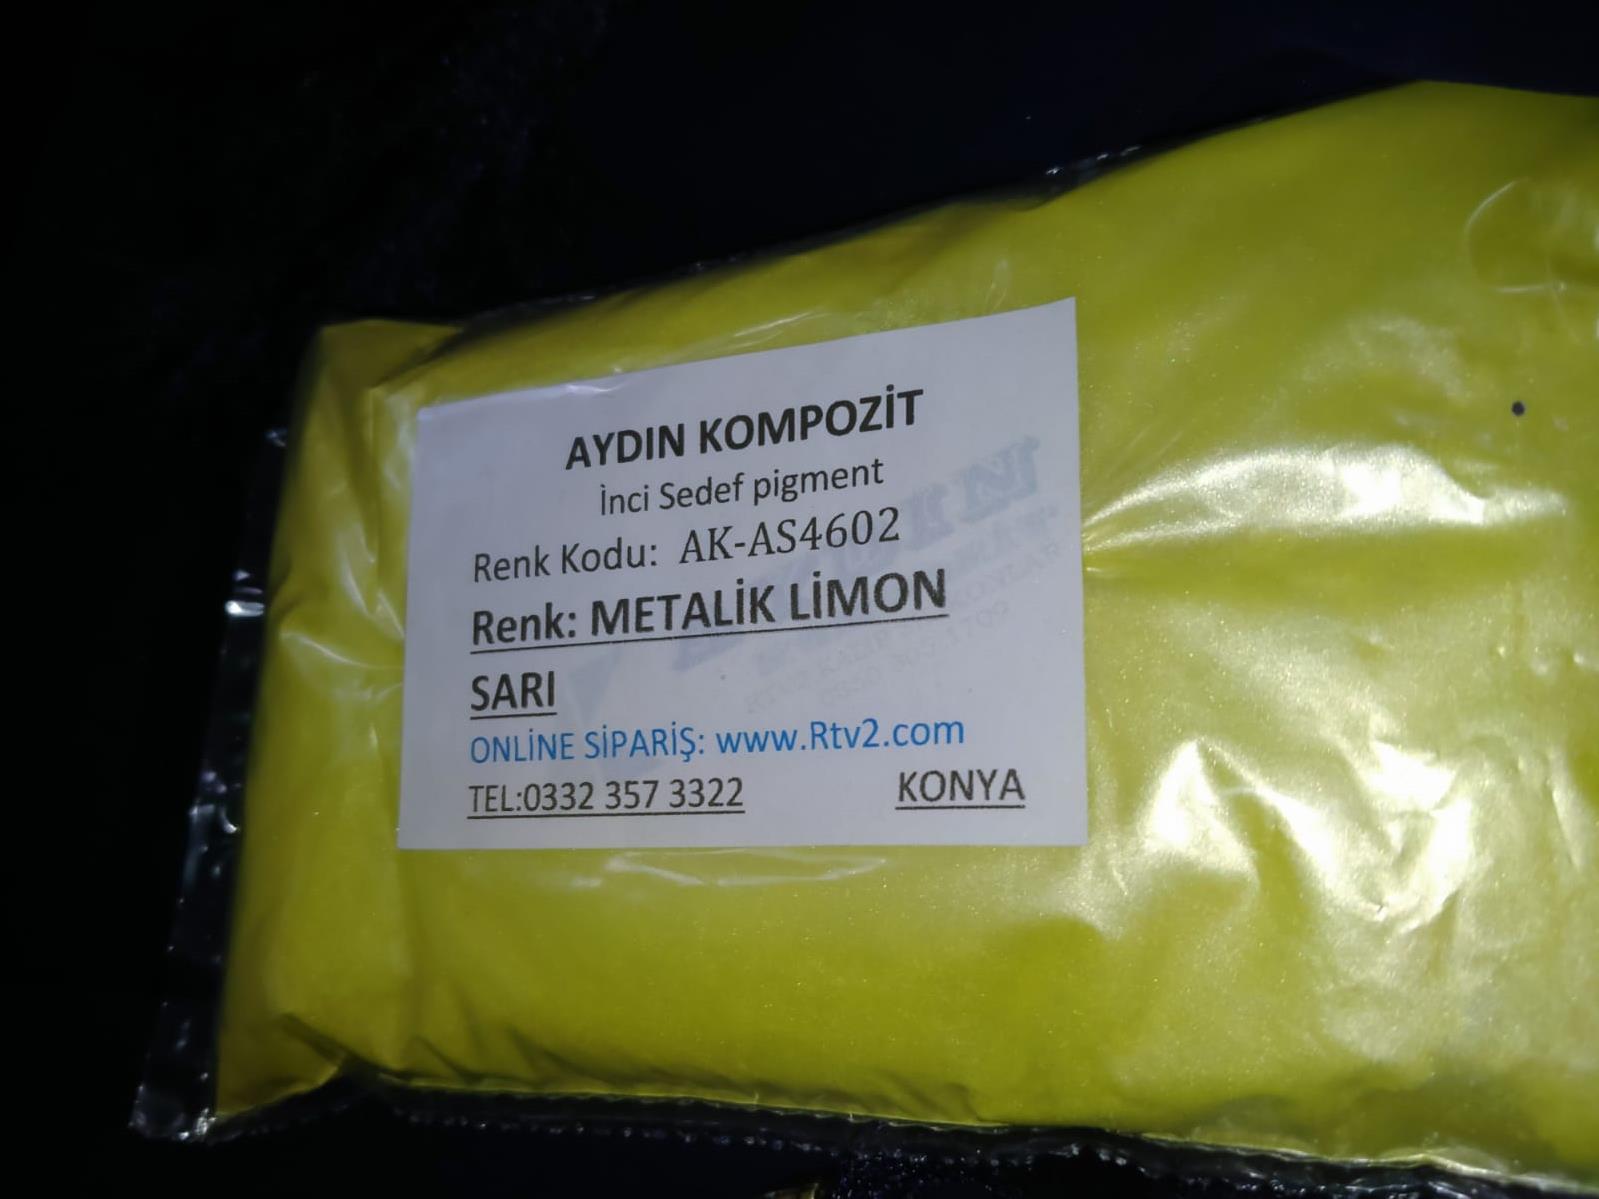 AYDIN KOMPOZİT
İnci Sedef pigment
Renk Kodu: AK-AS4602
Renk: METALİK LİMON
SARI
ONLİNE SİPARİŞ: www.Rtv2.com
TEL:0332 357 3322 KONYA